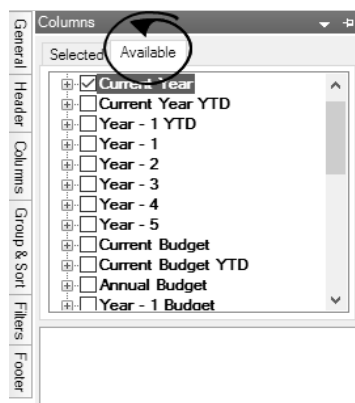 Columns
Selected Available
Current Year
Current Year YTD
Year - 1 YTD
Year - 1
Year - 2
Year - 3
Year - 4
Year - 5
Current Budget
Current Budget YTD
Annual Budget
Year - 1 Budget
General
Header
Columns
Group & Sort
Filters
Footer